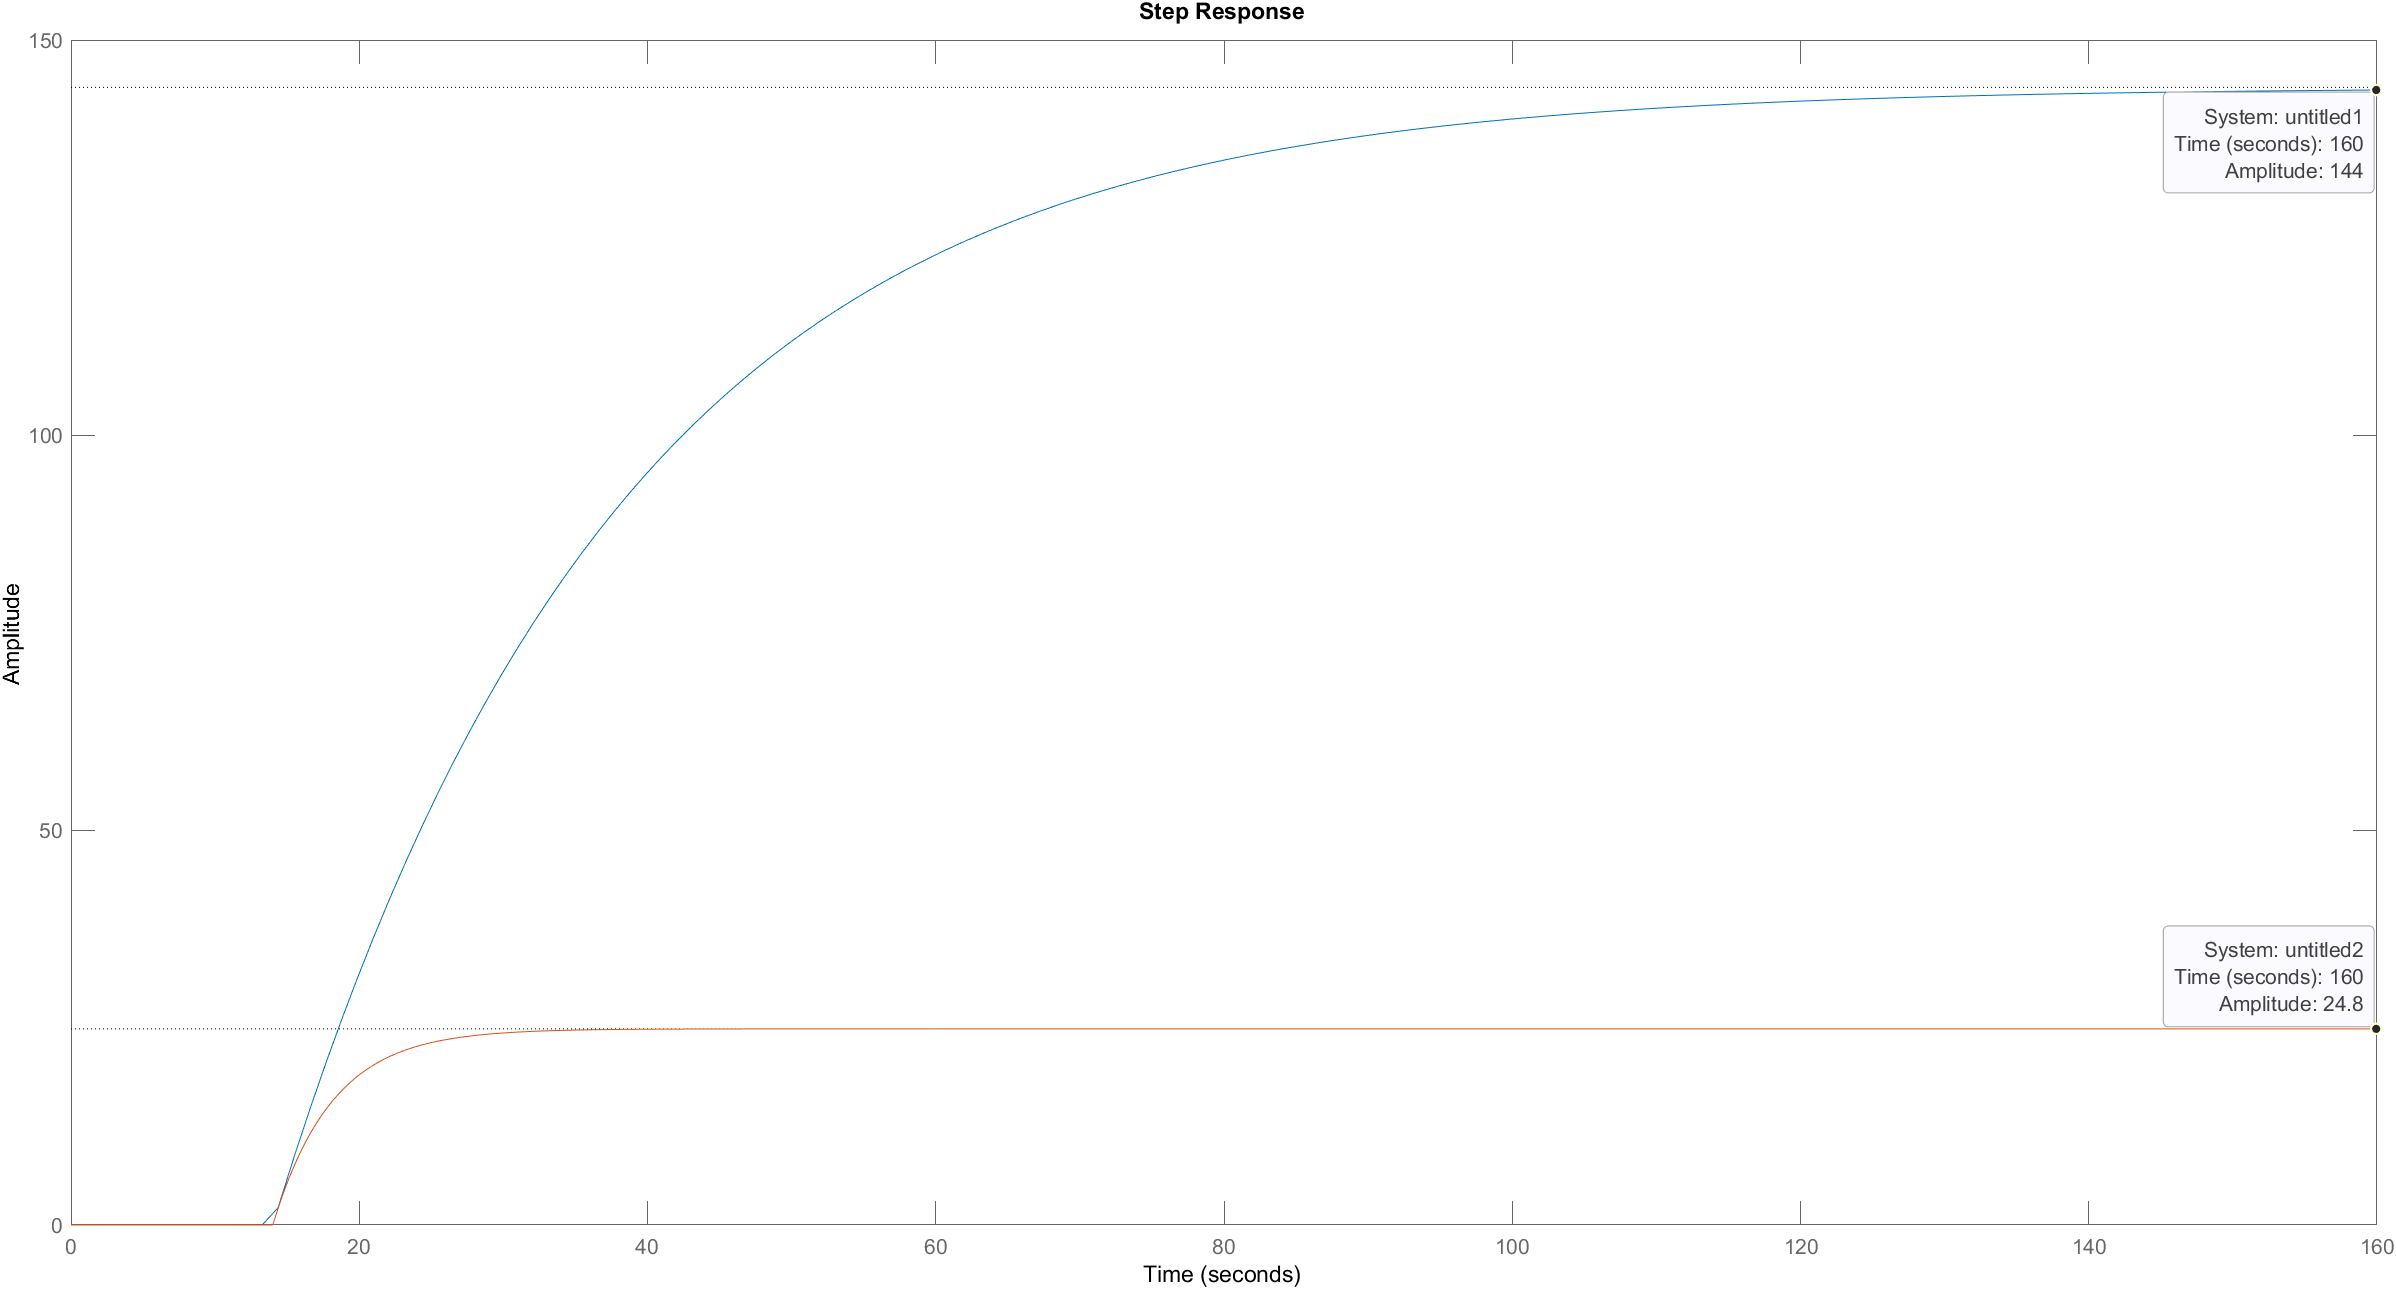 Step Response
150
100
50
0
Amplitude
System: untitled1
Time (seconds): 160
Amplitude: 144
System: untitled2
Time (seconds): 160
Amplitude: 24.8
0 20 40 60 80 100 120 140 160
Time (seconds)